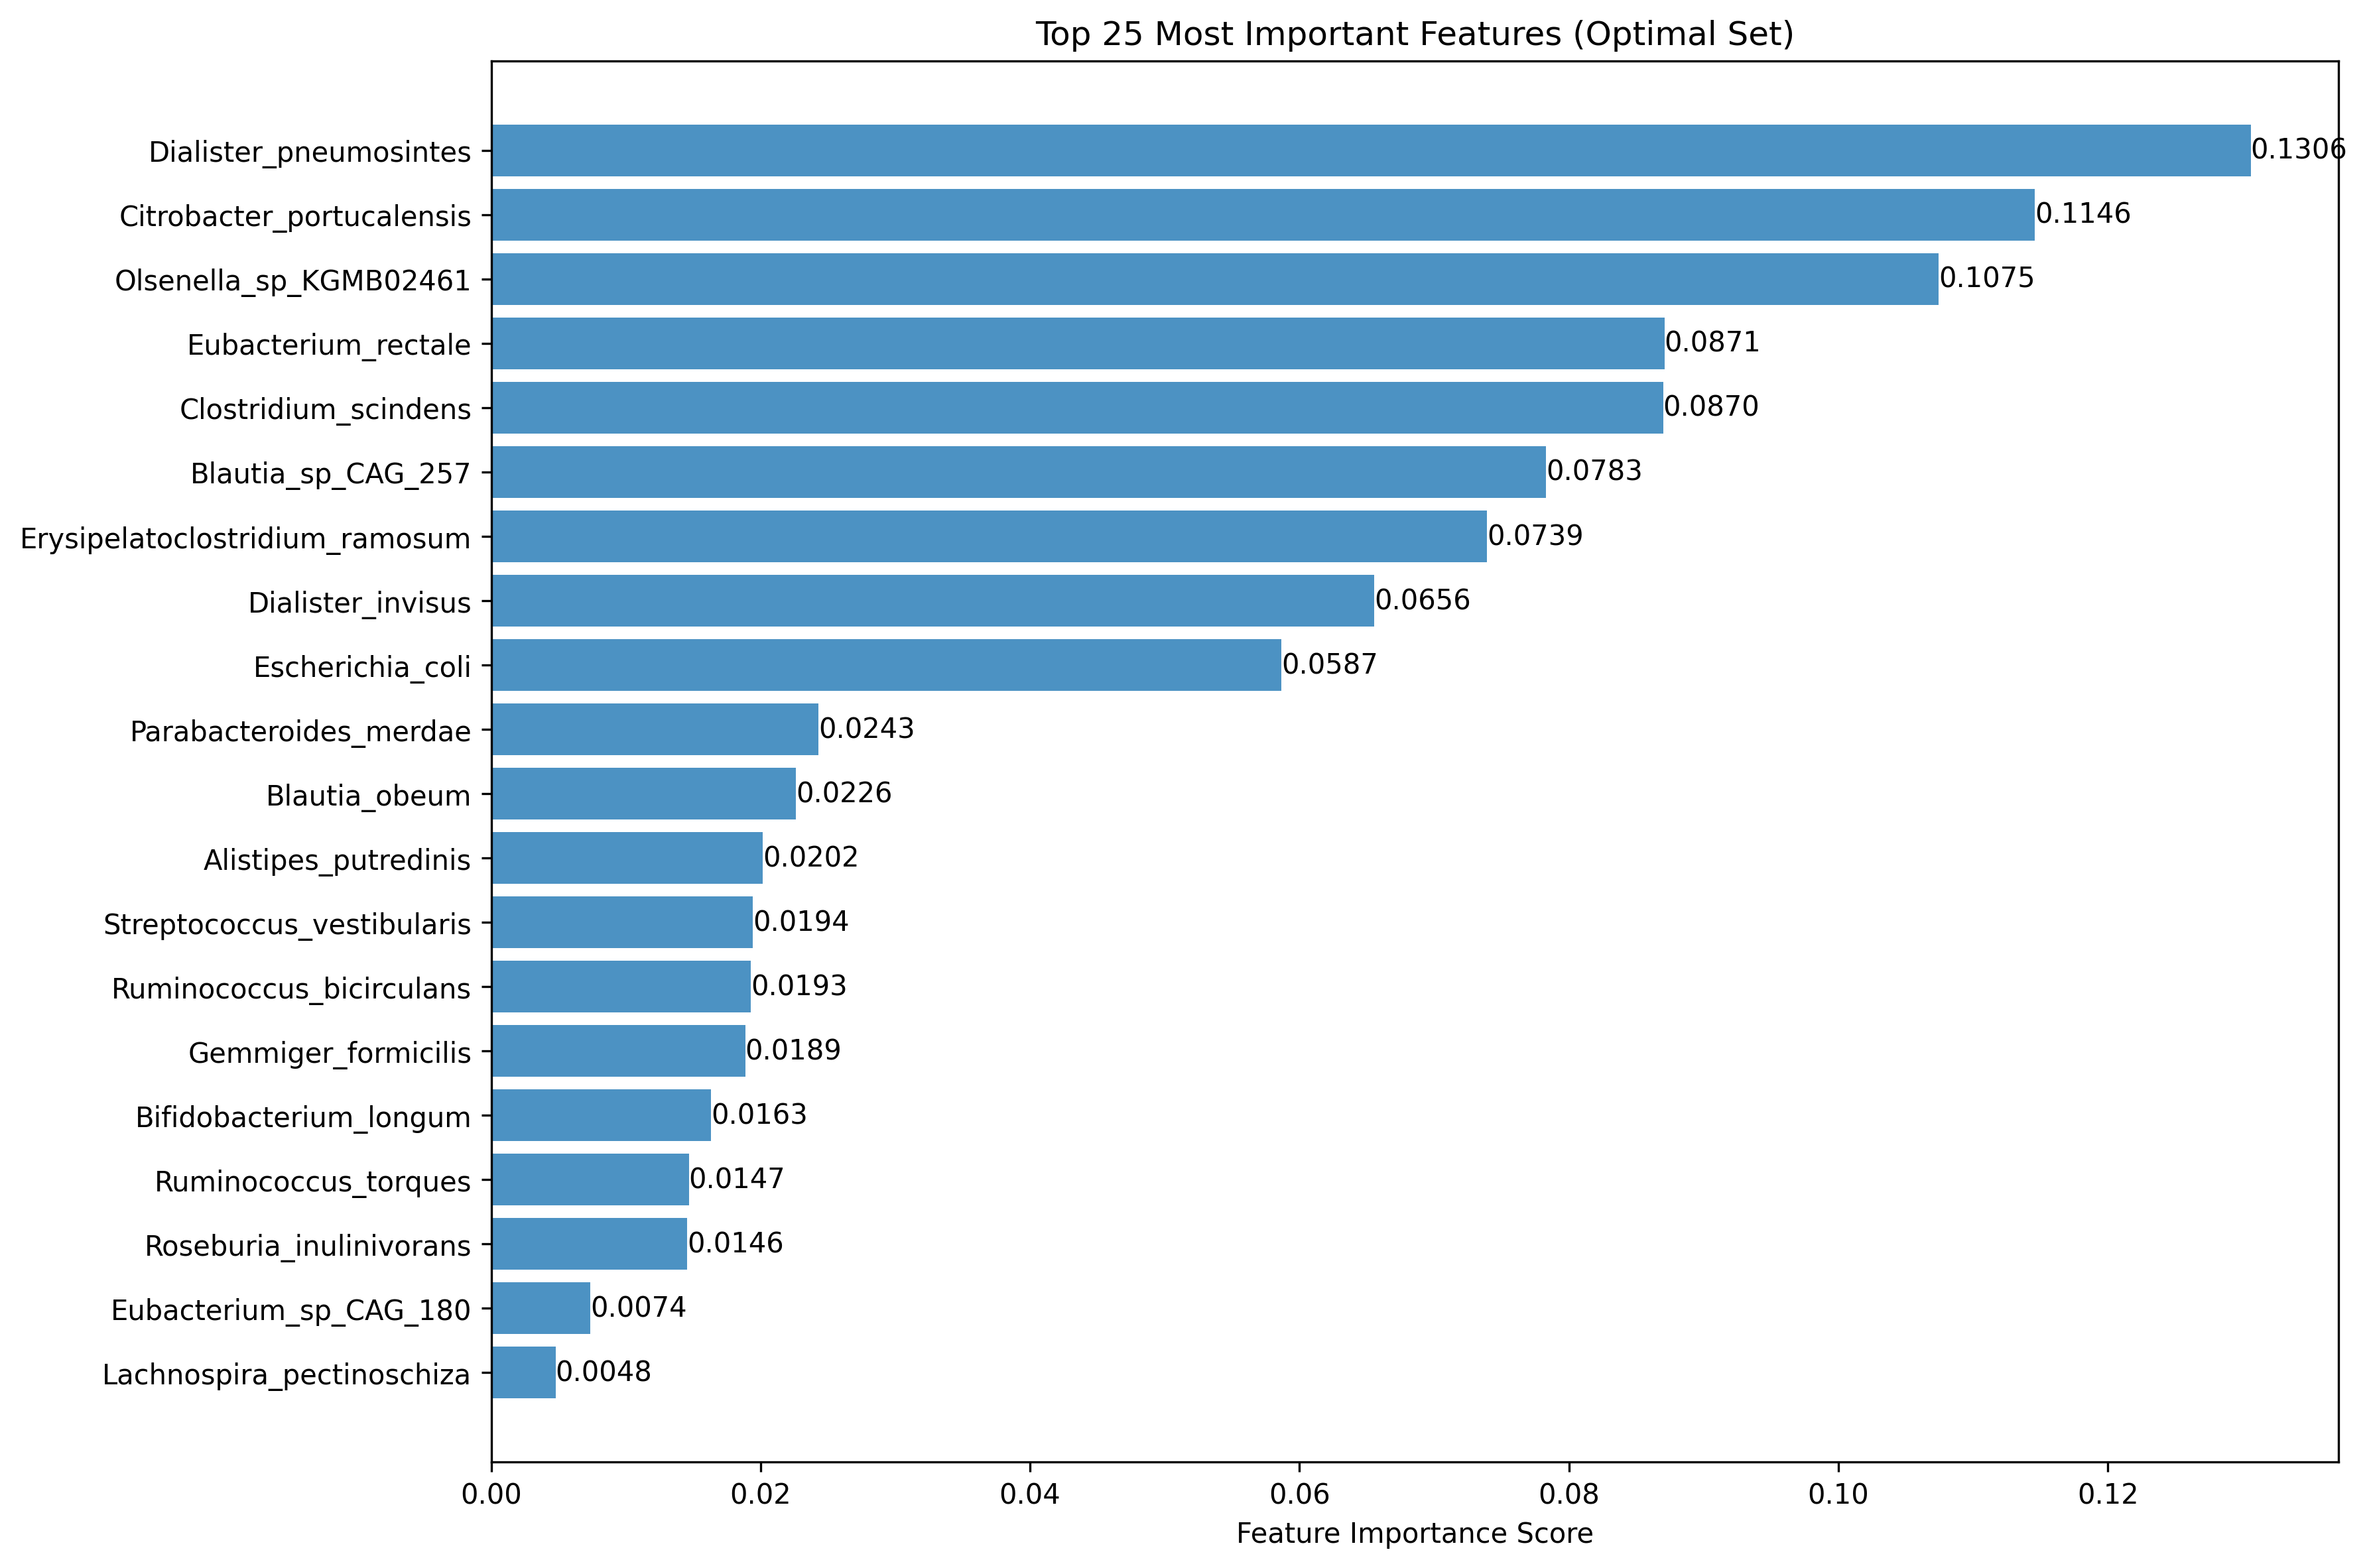 Top 25 Most Important Features (Optimal Set)
Dialister_pneumosintes 0.1306
Citrobacter_portucalensis 0.1146
Olsenella_sp_KGMB02461 0.1075
Eubacterium_rectale 0.0871
Clostridium_scindens 0.0870
Blautia_sp_CAG_257 0.0783
Erysipelatoclostridium_ramosum 0.0739
Dialister_invisus 0.0656
Escherichia_coli 0.0587
Parabacteroides_merdae 0.0243
Blautia_obeum 0.0226
Alistipes_putredinis 0.0202
Streptococcus_vestibularis 0.0194
Ruminococcus_bicirculans 0.0193
Gemmiger_formicilis 0.0189
Bifidobacterium_longum 0.0163
Ruminococcus_torques 0.0147
Roseburia_inulinivorans 0.0146
Eubacterium_sp_CAG_180 0.0074
Lachnospira_pectinoschiza 0.0048
0.00 0.02 0.04 0.06 0.08 0.10 0.12
Feature Importance Score